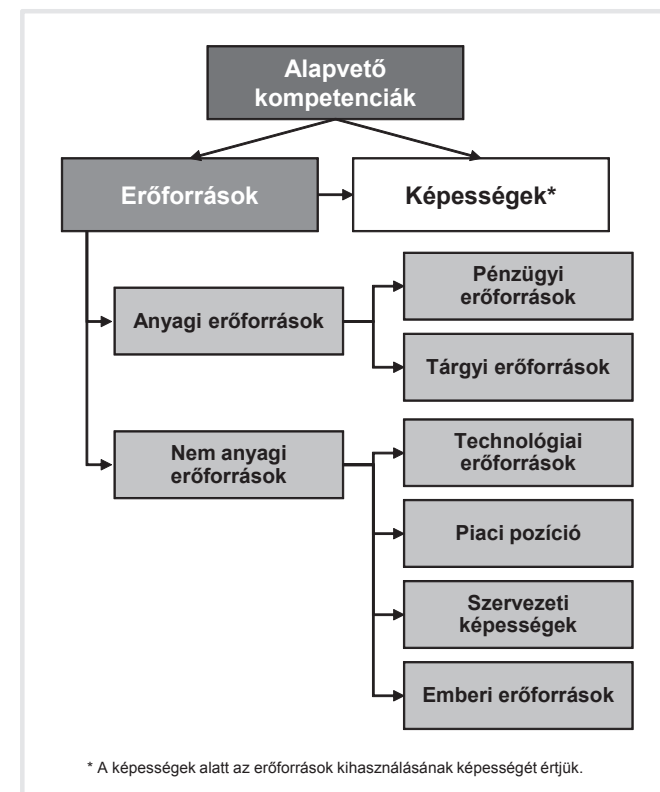 Alapvető
kompetenciák
Erőforrások
Képességek*
Anyagi erőforrások
Pénzügyi
erőforrások
Tárgyi erőforrások
Nem anyagi
erőforrások
Technológiai
erőforrások
Piaci pozíció
Szervezeti
képességek
Emberi erőforrások
* A képességek alatt az erőforrások kihasználásának képességét értjük.